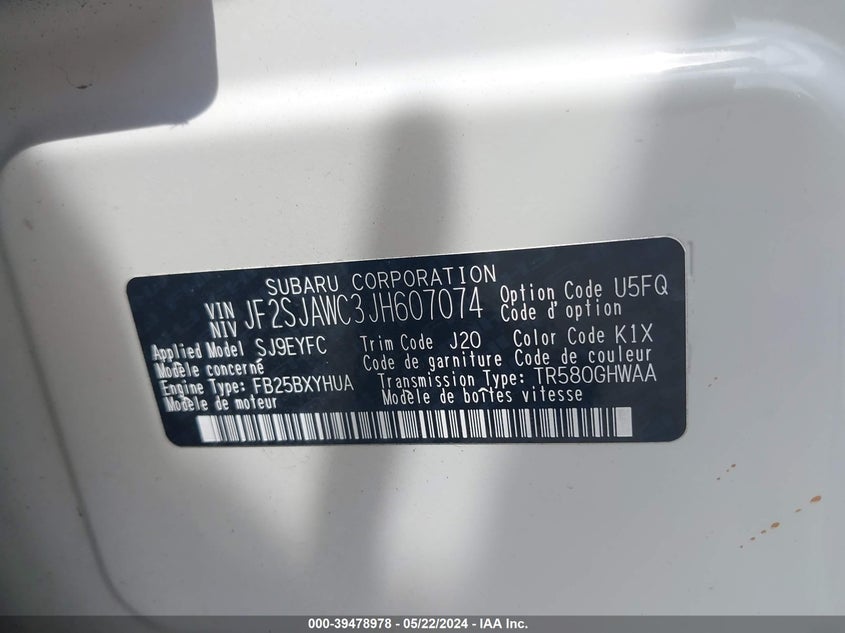 SUBARU CORPORATION
VIN
NIV
JF2SJAWC3JH607074
Option Code U5FQ
Code d'option
Applied Model SJ9EYFC Trim Code J20 Color Code K1X
Modèle concerné Code de garniture Code de couleur
Engine Type: FB25BXYHUA Transmission Type: TR580GHWAA
Modèle de moteur Modèle de boîtes vitesse
000-39478978 - 05/22/2024 - IAA Inc.